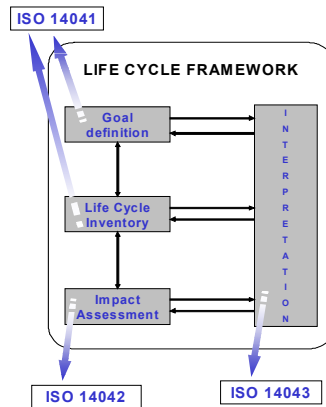 ISO 14041
LIFE CYCLE FRAMEWORK
Goal
definition
Life Cycle
Inventory
Impact
Assessment
I
N
T
E
R
P
R
E
T
A
T
I
O
N
ISO 14042
ISO 14043